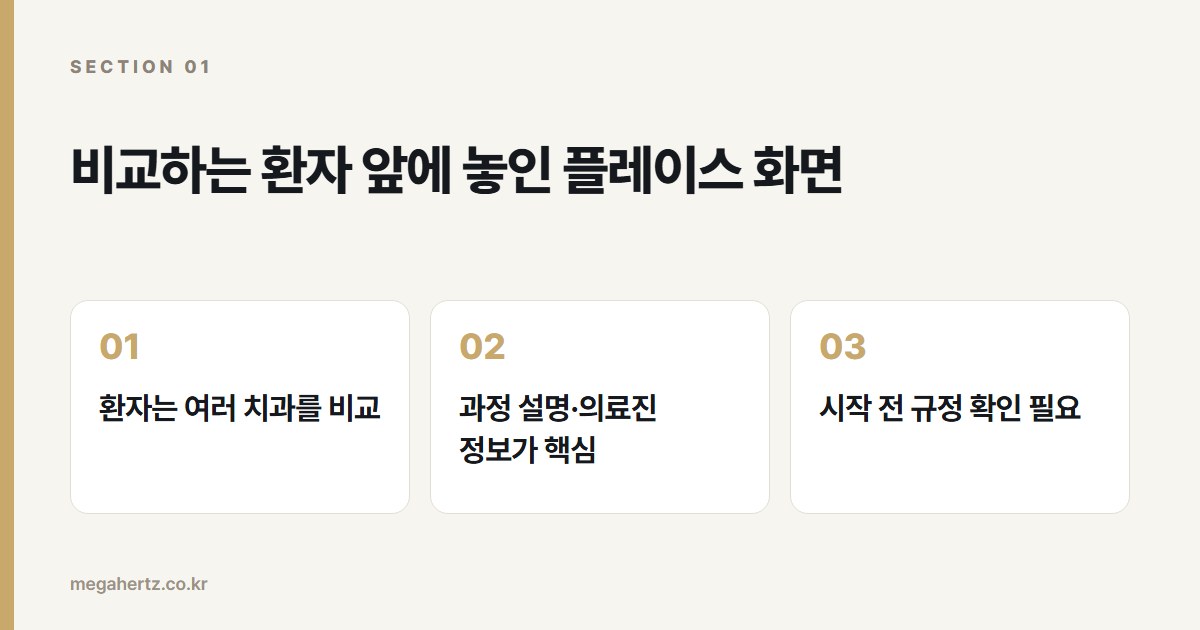 SECTION 01
비교하는 환자 앞에 놓인 플레이스 화면
01
환자는 여러 치과를 비교
02
과정 설명·의료진
정보가 핵심
03
시작 전 규정 확인 필요
megahertz.co.kr